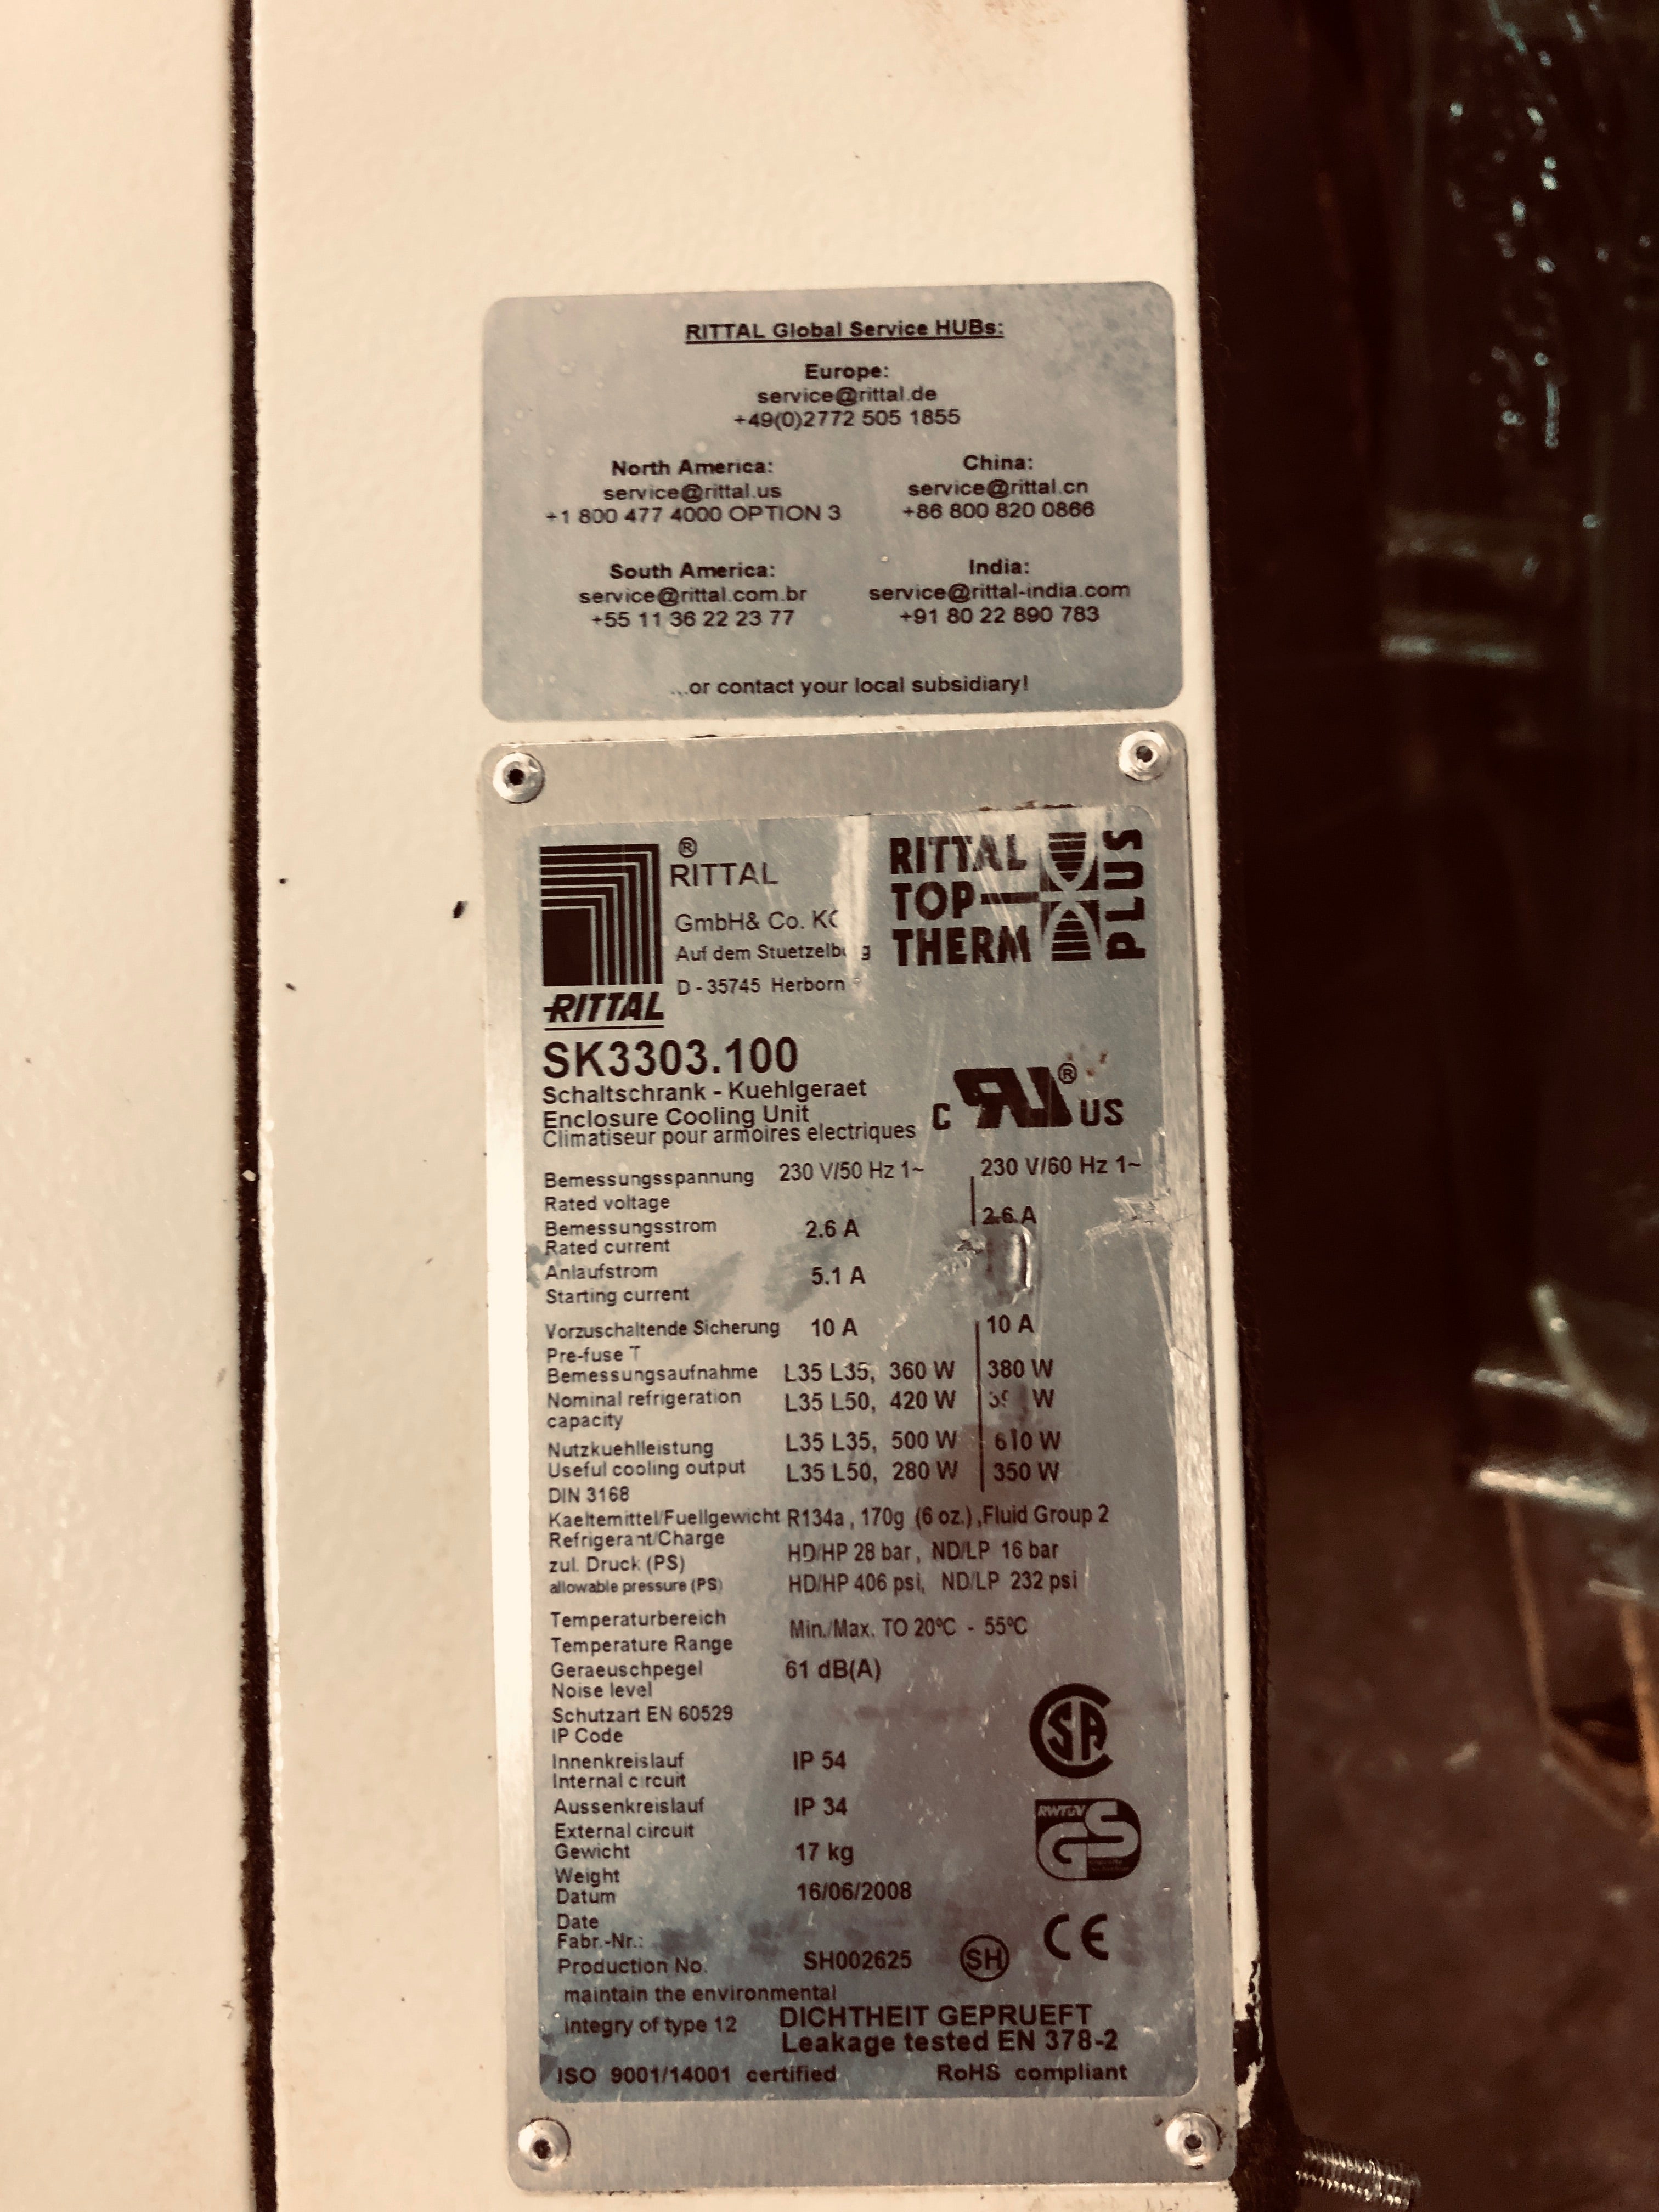 RITTAL Global Service HUBs:
Europe:
service@rittal.de
+49(0)2772 505 1855
North America:
service@rittal.us
+1 800 477 4000 OPTION 3
China:
service@rittal.cn
+86 800 820 0866
South America:
service@rittal.com.br
+55 11 36 22 23 77
India:
service@rittal-india.com
+91 80 22 890 783
...or contact your local subsidiary!
RITTAL
® RITTAL
GmbH& Co.
Auf dem
D - 35745 Herborn
RITTAL
TOP
THERM
PLUS
SK3303.100
Schaltschrank - Kuehlgeraet
Enclosure Cooling Unit
Climatiseur pour armoires electriques
C RU ® US
Bemessungsspannung 230 V/50 Hz 1~ 230 V/60 Hz 1~
Rated voltage
Bemessungsstrom 2.6 A 2.6 A
Rated current
Anlaufstrom 5.1 A
Starting current
Vorzuschaltende Sicherung 10 A 10 A
Pre-fuse T
Bemessungsaufnahme L35 L35, 360 W 380 W
Nominal refrigeration L35 L50, 420 W W
capacity
Nutzkuehlleistung L35 L35, 500 W 610 W
Useful cooling output L35 L50, 280 W 350 W
DIN 3168
Kaeltemittel/Fuellgewicht R134a , 170g (6 oz.) ,Fluid Group 2
Refrigerant/Charge
zul. Druck (PS) HD/HP 28 bar , ND/LP 16 bar
allowable pressure (PS) HD/HP 406 psi, ND/LP 232 psi
Temperaturbereich Min./Max. TO 20ºC - 55ºC
Temperature Range
Geraeuschpegel 61 dB(A)
Noise level
Schutzart EN 60529
IP Code
Innenkreislauf IP 54
Internal circuit
Aussenkreislauf IP 34
External circuit
Gewicht 17 kg
Weight
Datum 16/06/2008
Date
Fabr.-Nr.:
Production No. SH002625 SH
SA
RWTÜV
GS
CE
maintain the environmental
integry of type 12
DICHTHEIT GEPRUEFT
Leakage tested EN 378-2
ISO 9001/14001 certified RoHS compliant